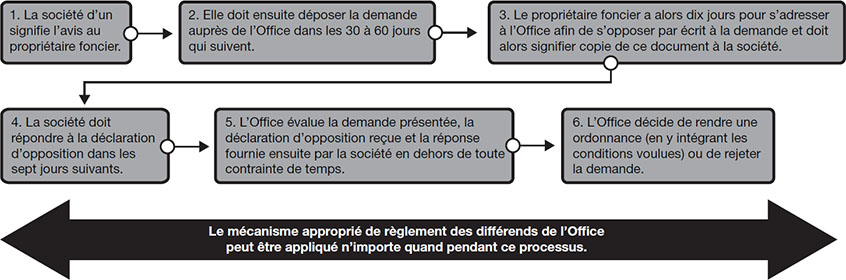 1. La société d’un
signifie l’avis au
propriétaire foncier.
2. Elle doit ensuite déposer la demande
auprès de l’Office dans les 30 à 60 jours
qui suivent.
3. Le propriétaire foncier a alors dix jours pour s’adresser
à l’Office afin de s’opposer par écrit à la demande et doit
alors signifier copie de ce document à la société.
4. La société doit
répondre à la déclaration
d’opposition dans les
sept jours suivants.
5. L’Office évalue la demande présentée, la
déclaration d’opposition reçue et la réponse
fournie ensuite par la société en dehors de toute
contrainte de temps.
6. L’Office décide de rendre une
ordonnance (en y intégrant les
conditions voulues) ou de rejeter
la demande.
Le mécanisme approprié de règlement des différends de l’Office
peut être appliqué n’importe quand pendant ce processus.